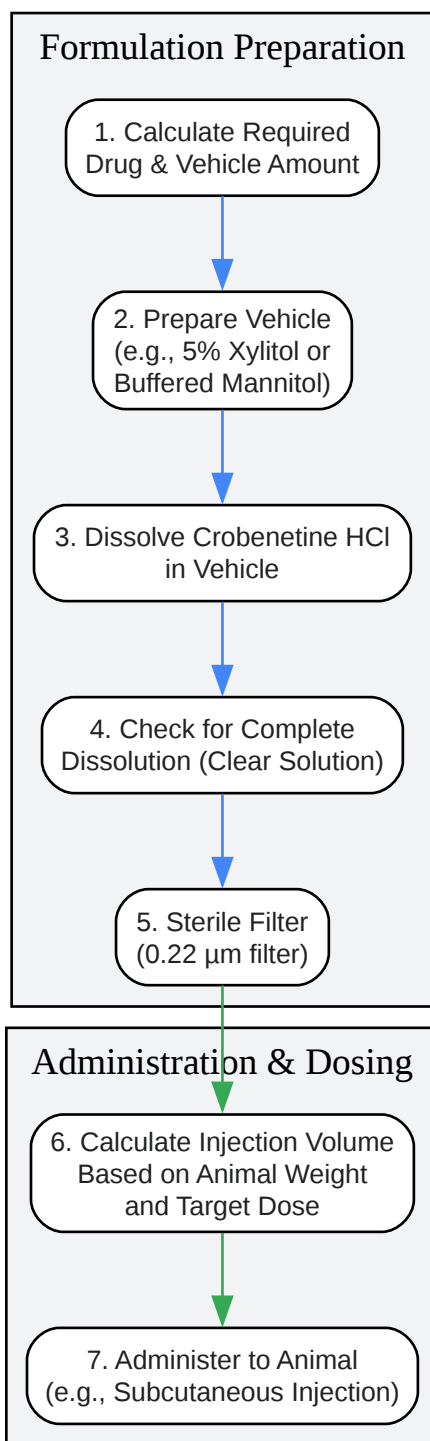 Formulation Preparation
1. Calculate Required
Drug & Vehicle Amount
2. Prepare Vehicle
(e.g., 5% Xylitol or
Buffered Mannitol)
3. Dissolve Crobenetine HCl
in Vehicle
4. Check for Complete
Dissolution (Clear Solution)
5. Sterile Filter
(0.22 µm filter)
Administration & Dosing
6. Calculate Injection Volume
Based on Animal Weight
and Target Dose
7. Administer to Animal
(e.g., Subcutaneous Injection)